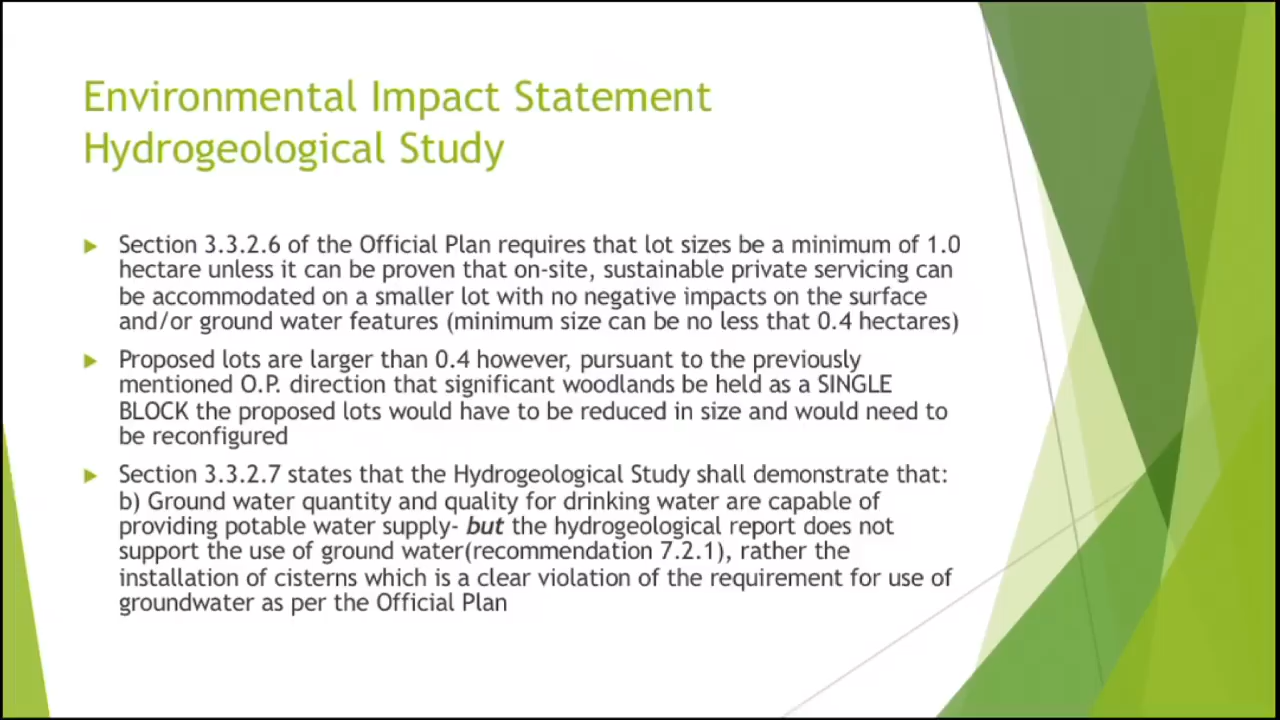 Environmental Impact Statement
Hydrogeological Study
Section 3.3.2.6 of the Official Plan requires that lot sizes be a minimum of 1.0
hectare unless it can be proven that on-site, sustainable private servicing can
be accommodated on a smaller lot with no negative impacts on the surface
and/or ground water features (minimum size can be no less that 0.4 hectares)
Proposed lots are larger than 0.4 however, pursuant to the previously
mentioned O.P. direction that significant woodlands be held as a SINGLE
BLOCK the proposed lots would have to be reduced in size and would need to
be reconfigured
Section 3.3.2.7 states that the Hydrogeological Study shall demonstrate that:
b) Ground water quantity and quality for drinking water are capable of
providing potable water supply- but the hydrogeological report does not
support the use of ground water(recommendation 7.2.1), rather the
installation of cisterns which is a clear violation of the requirement for use of
groundwater as per the Official Plan